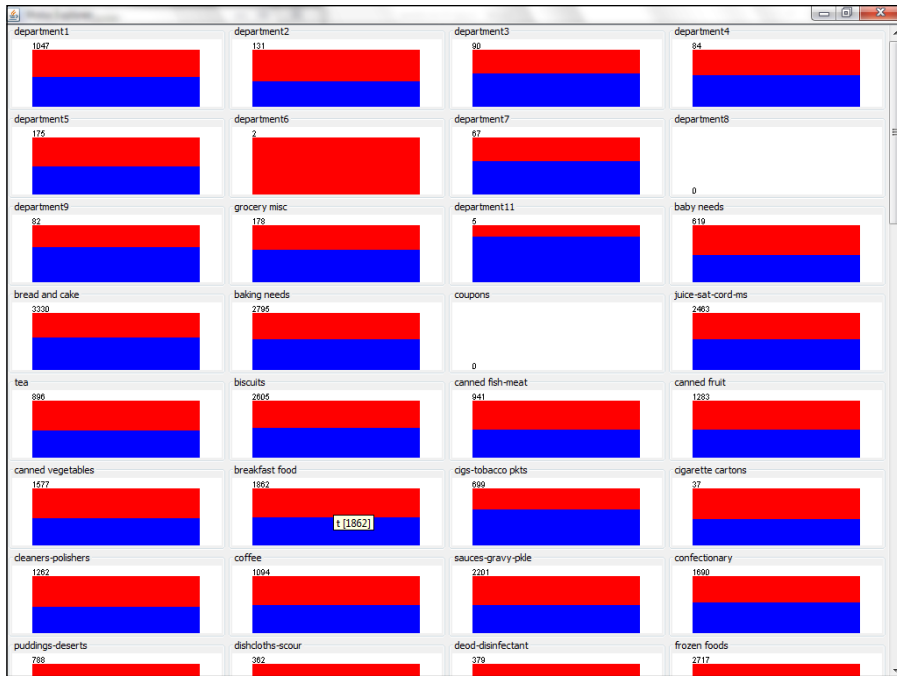 department1 department2 department3 department4
1047 131 90 84
department5 department6 department7 department8
175 2 67
0
department9 grocery misc department11 baby needs
82 178 5 619
bread and cake baking needs coupons juice-sat-cord-ms
3330 2795 2463
0
tea biscuits canned fish-meat canned fruit
896 2605 941 1283
canned vegetables breakfast food cigs-tobacco pkts cigarette cartons
1577 1862 699 37
t [1862]
cleaners-polishers coffee sauces-gravy-pkle confectionary
1262 1094 2201 1690
puddings-deserts dishcloths-scour deod-disinfectant frozen foods
788 362 379 2717